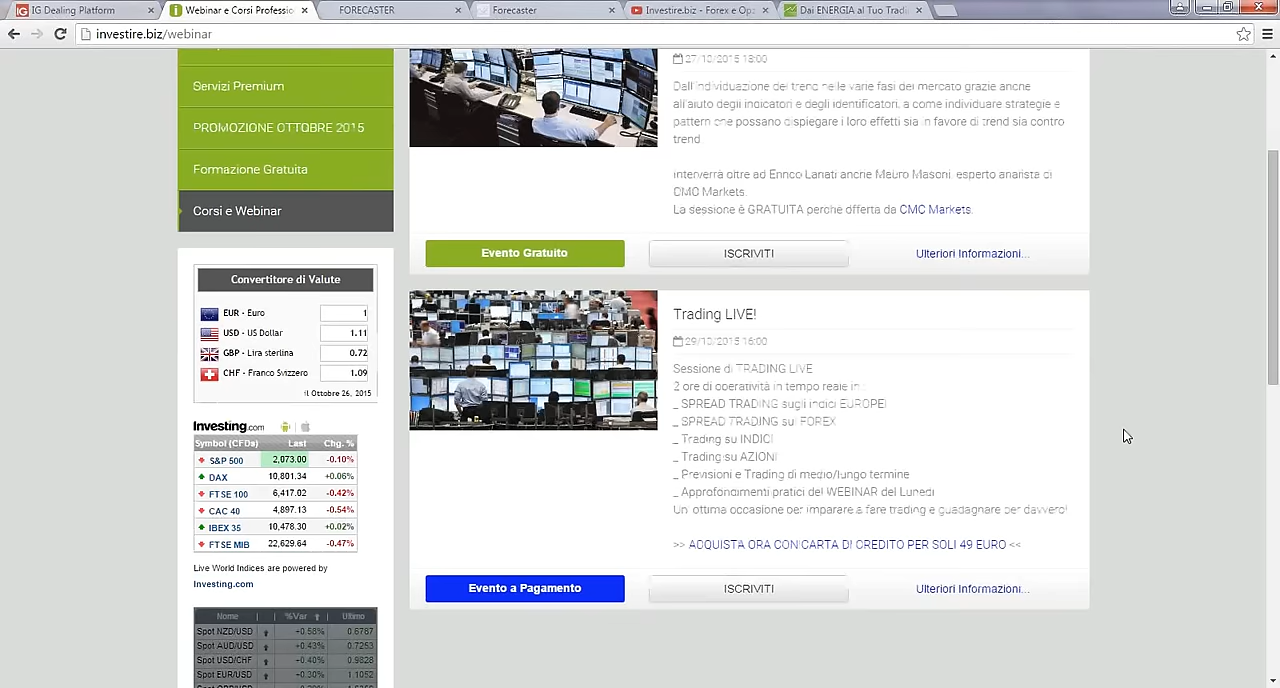 IG Dealing Platform
Webinar e Corsi Professio
FORECASTER
Forecaster
Investire.biz - Forex e Op
Dai ENERGIA al Tuo Tradi
investire.biz/webinar
Servizi Premium
PROMOZIONE OTTOBRE 2015
Formazione Gratuita
Corsi e Webinar
27/10/2015 18:00
Dall'individuazione dei trend nelle varie fasi del mercato grazie anche
all'aiuto degli indicatori e degli identificatori, a come individuare strategie e
pattern che possano dispiegare i loro effetti sia in favore di trend sia contro
trend
Interverrà oltre ad Enrico Lanati anche Mauro Masoni, esperto analista di
CMC Markets.
La sessione è GRATUITA perche offerta da CMC Markets.
Evento Gratuito
ISCRIVITI
Ulteriori Informazioni...
Convertitore di Valute
EUR - Euro 1
USD - US Dollar 1.11
GBP - Lira sterlina 0.72
CHF - Franco Svizzero 1.09
il Ottobre 26, 2015
Trading LIVE!
29/10/2015 16:00
Sessione di TRADING LIVE
2 ore di operatività in tempo reale in:
_ SPREAD TRADING sugli indici EUROPEI
_ SPREAD TRADING sul FOREX
_ Trading su INDICI
_ Trading su AZIONI
_ Previsioni e Trading di medio/lungo termine
_ Approfondimenti pratici del WEBINAR del Lunedì
Un'ottima occasione per imparare a fare trading e guadagnare per davvero!
>> ACQUISTA ORA CON CARTA DI CREDITO PER SOLI 49 EURO <<
Evento a Pagamento
ISCRIVITI
Ulteriori Informazioni...
Investing.com
Symbol (CFDs) Last Chg. %
S&P 500 2,073.00 -0.10%
DAX 10,801.34 +0.06%
FTSE 100 6,417.02 -0.42%
CAC 40 4,897.13 -0.54%
IBEX 35 10,478.30 +0.02%
FTSE MIB 22,629.64 -0.47%
Live World Indices are powered by
Investing.com
Nome %Var Ultimo
Spot NZD/USD +0.58% 0.6787
Spot AUD/USD +0.43% 0.7253
Spot USD/CHF +0.40% 0.9828
Spot EUR/USD +0.30% 1.1052